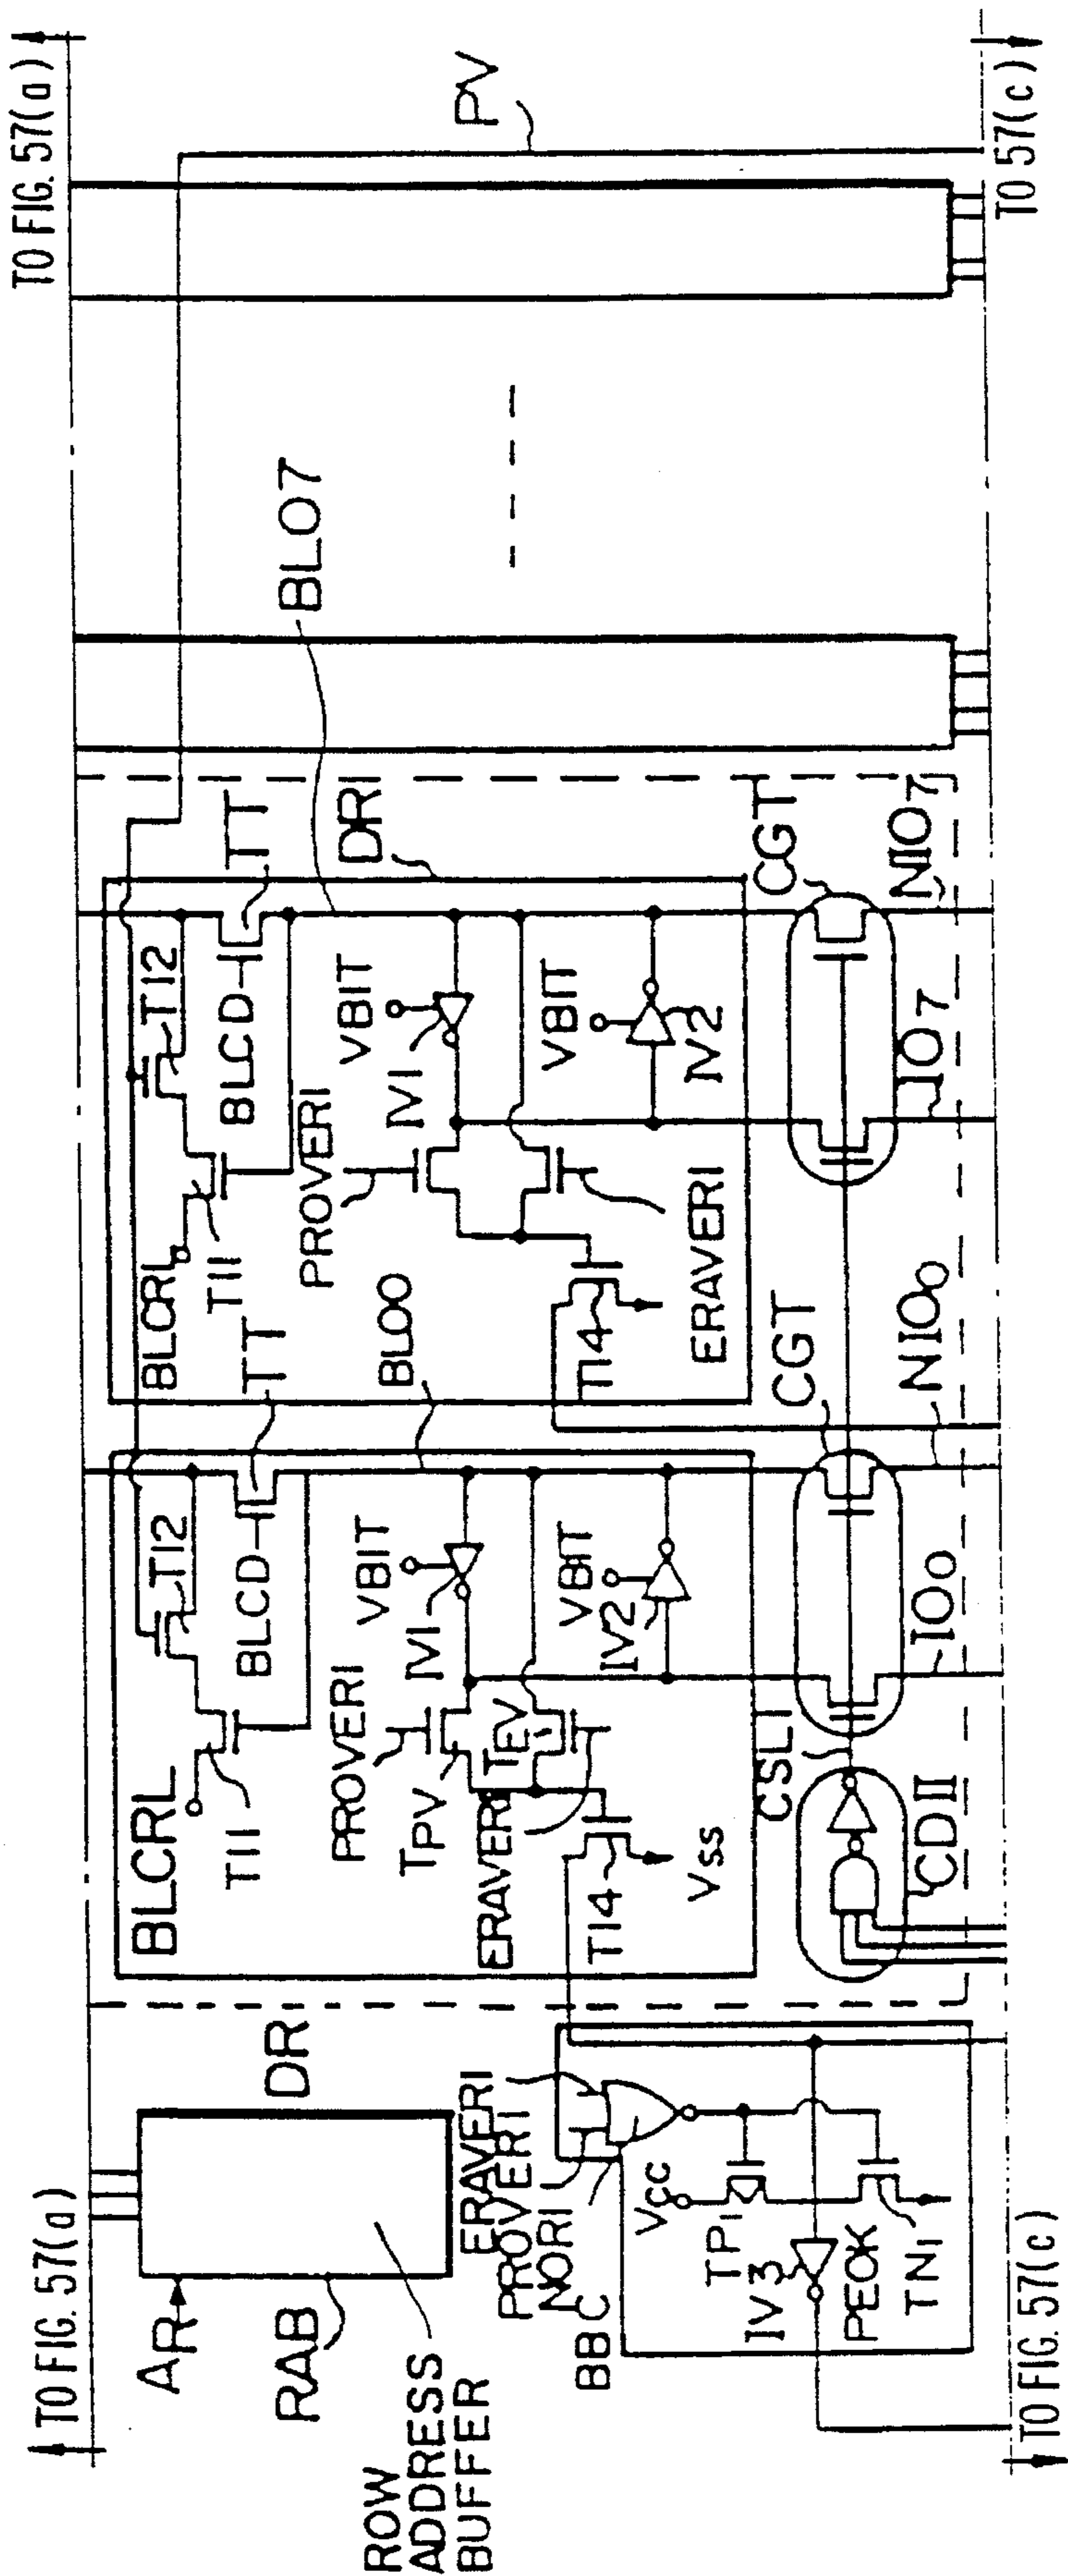 TO FIG. 57(a)
TO FIG. 57(a)
AR
RAB
ROW
ADDRESS
BUFFER
DR
ERAVERI
PROVERI
NORI
BBC
VCC
TP1
IV3
PEOK
TN1
TO FIG. 57(c)
BLCRL
T11
T12
BLCD
TT
PROVERI
TPV
ERAVERI
TEV
T14
VSS
IV1
VBIT
VBIT
IV2
BL00
CSL1
CDII
CGT
IO0
NIO0
BLCRL
T11
T12
BLCD
TT
DRI
PROVERI
IV1
VBIT
VBIT
IV2
T14
ERAVERI
BL07
CGT
IO7
NIO7
PV
TO 57(c)